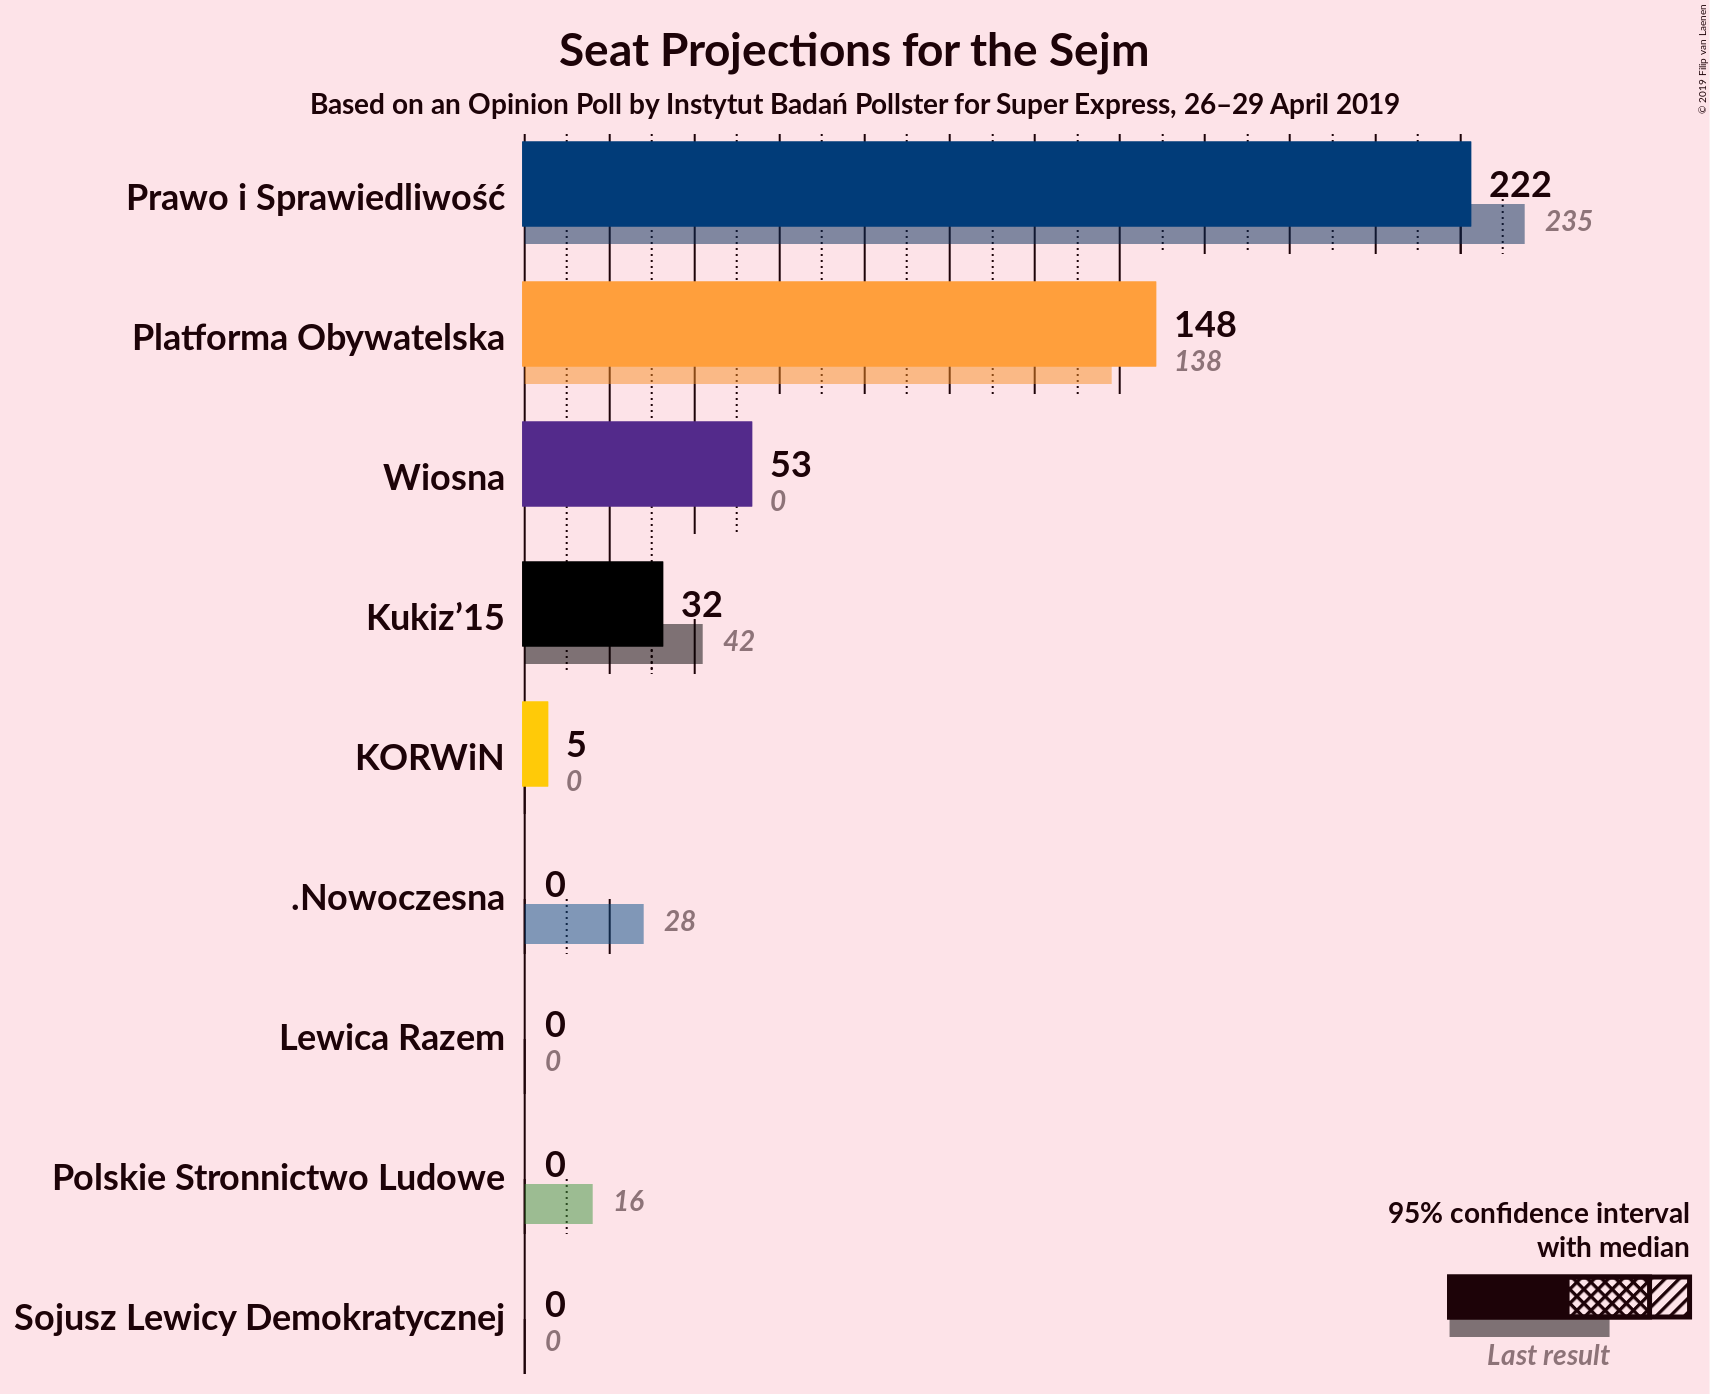 Seat Projections for the Sejm
Based on an Opinion Poll by Instytut Badań Pollster for Super Express, 26–29 April 2019
© 2019 Filip van Laenen
Prawo i Sprawiedliwość
222
235
Platforma Obywatelska
148
138
Wiosna
53
0
Kukiz’15
32
42
KORWiN
5
0
.Nowoczesna
0
28
Lewica Razem
0
0
Polskie Stronnictwo Ludowe
0
16
Sojusz Lewicy Demokratycznej
0
0
95% confidence interval
with median
Last result